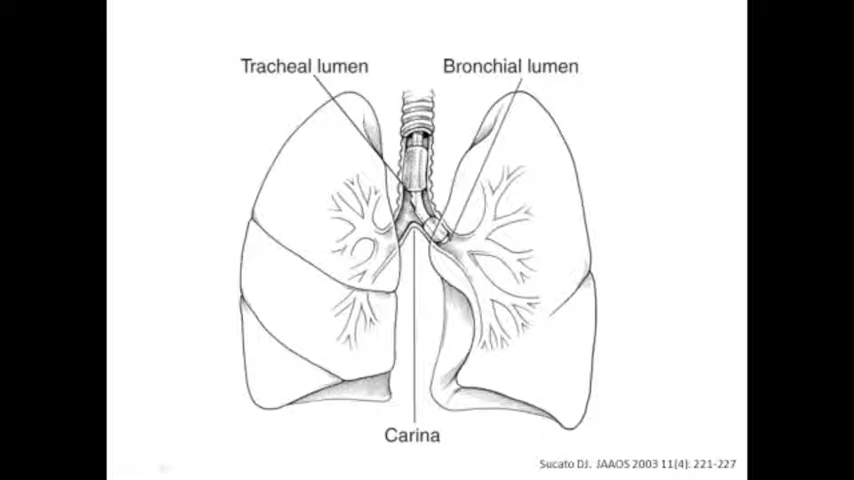 Tracheal lumen
Bronchial lumen
Carina
Sucato DJ. JAAOS 2003 11(4): 221-227